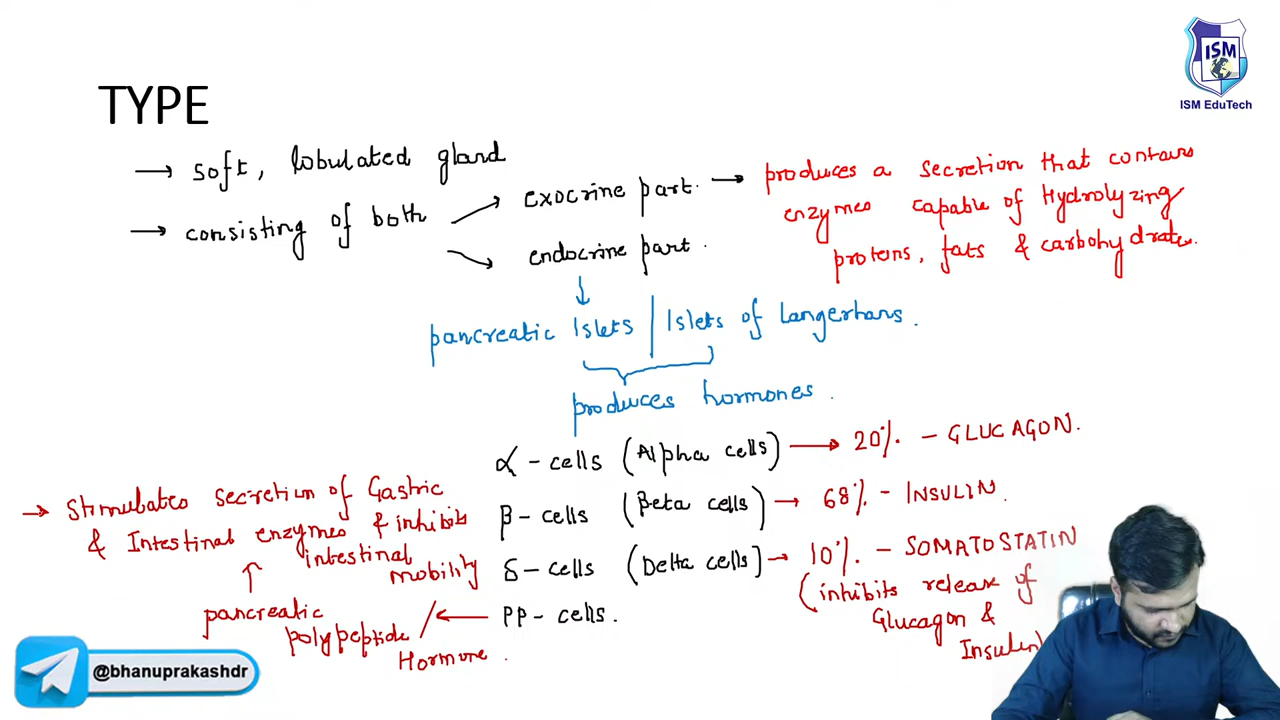 ISM
ISM EduTech
TYPE
→ soft, lobulated gland
→ consisting of both
exocrine part. → produces a secretion that contains
enzymes capable of Hydrolyzing
proteins, fats & carbohydrates.
endocrine part.
pancreatic Islets | Islets of langerhans.
produces hormones.
α - cells (Alpha cells) → 20% - GLUCAGON.
β - cells (Beta cells) → 68% - INSULIN.
δ - cells (Delta cells) → 10% - SOMATOSTATIN
(inhibits release of
Glucagon &
Insulin)
PP - cells.
pancreatic
polypeptide /
Hormone.
→ Stimulates secretion of Gastric
& Intestinal enzymes & inhibits
intestinal
mobility
@bhanuprakashdr